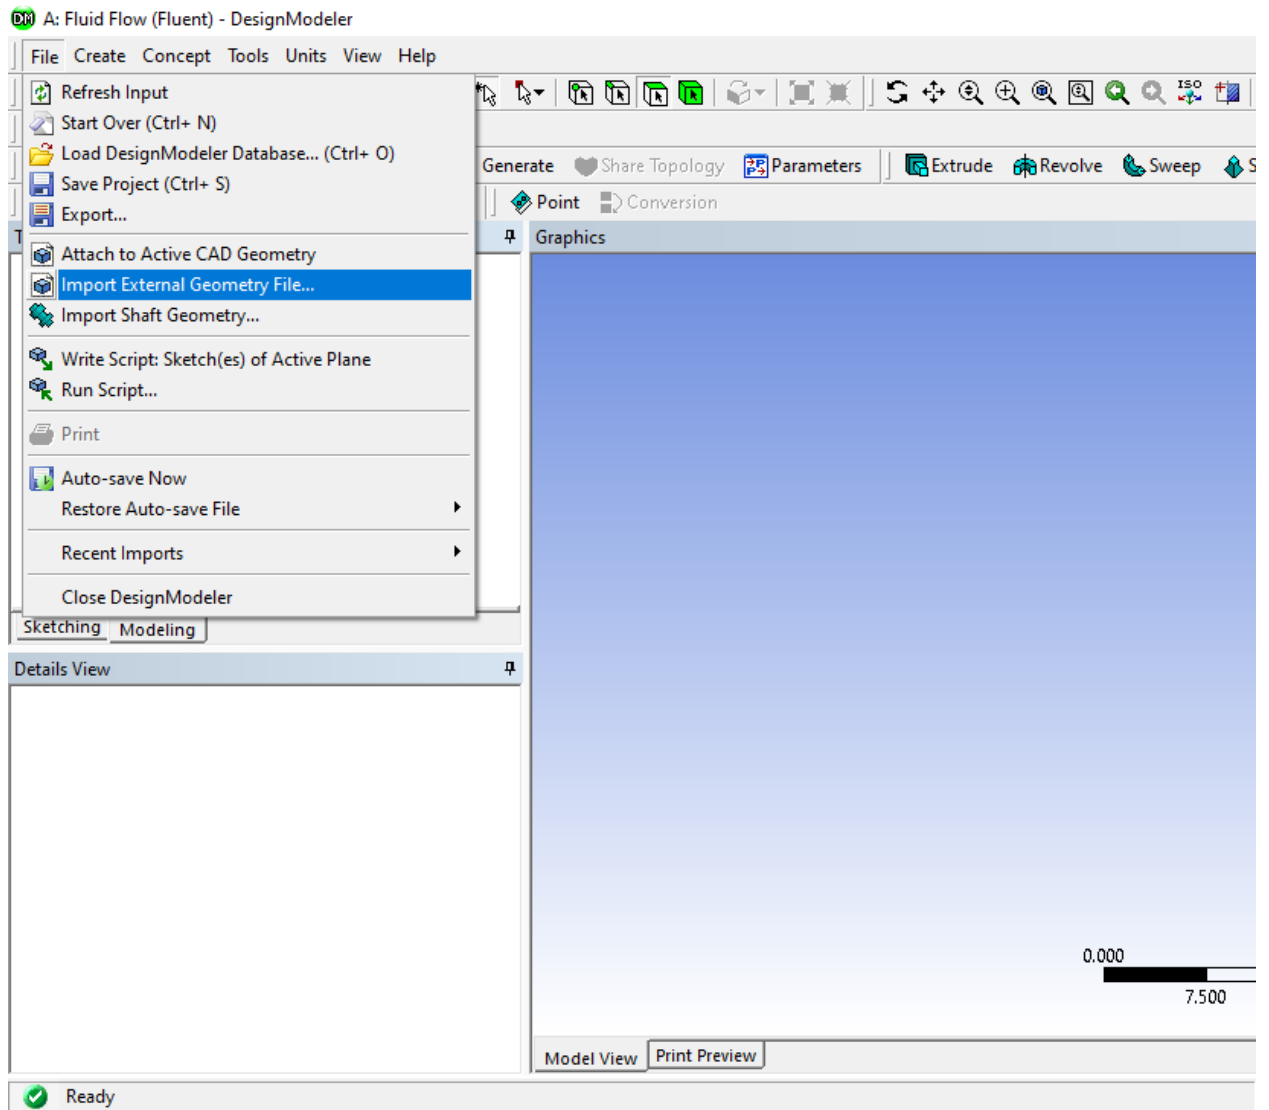 DM A: Fluid Flow (Fluent) - DesignModeler
File Create Concept Tools Units View Help
Refresh Input
ISO
Start Over (Ctrl+ N)
Load DesignModeler Database... (Ctrl+ O)
Generate Share Topology Parameters Extrude Revolve Sweep S
Save Project (Ctrl+ S)
Point Conversion
Export...
T
Graphics
Attach to Active CAD Geometry
Import External Geometry File...
Import Shaft Geometry...
Write Script: Sketch(es) of Active Plane
Run Script...
Print
Auto-save Now
Restore Auto-save File
Recent Imports
Close DesignModeler
Sketching Modeling
Details View
0.000
7.500
Model View Print Preview
Ready